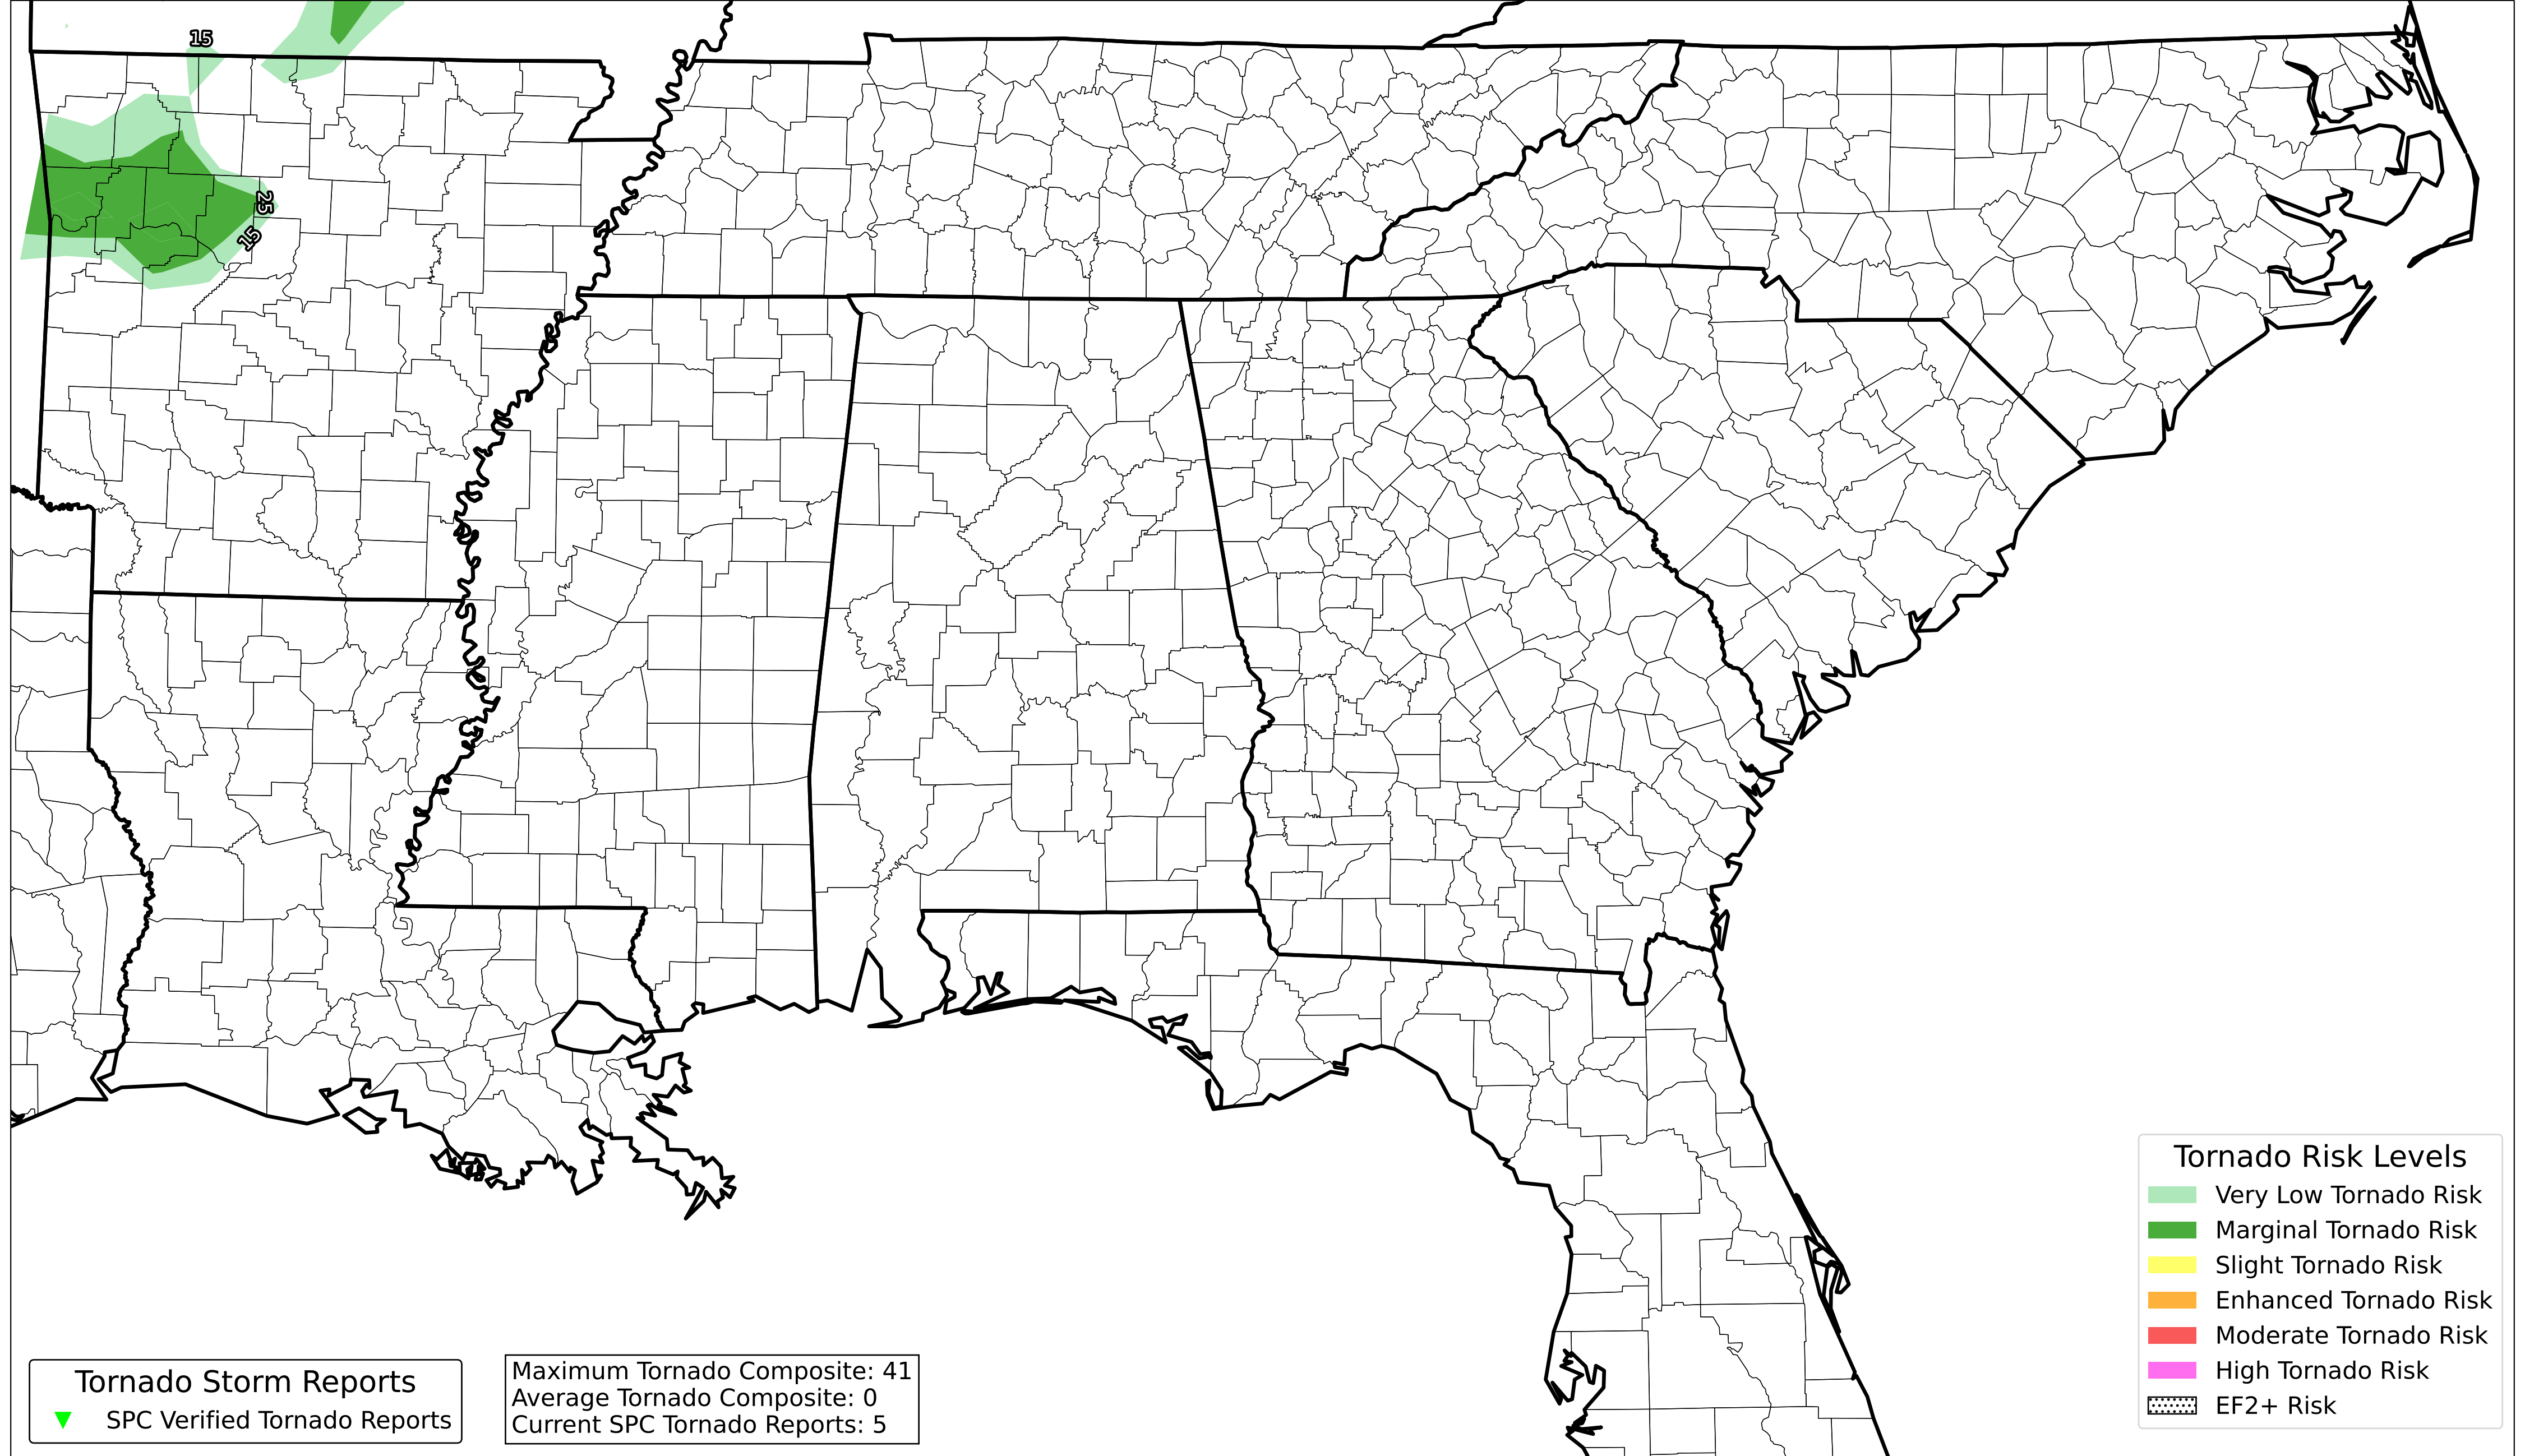 15
25
15
Tornado Risk Levels
Very Low Tornado Risk
Marginal Tornado Risk
Slight Tornado Risk
Enhanced Tornado Risk
Moderate Tornado Risk
High Tornado Risk
EF2+ Risk
Tornado Storm Reports
SPC Verified Tornado Reports
Maximum Tornado Composite: 41
Average Tornado Composite: 0
Current SPC Tornado Reports: 5